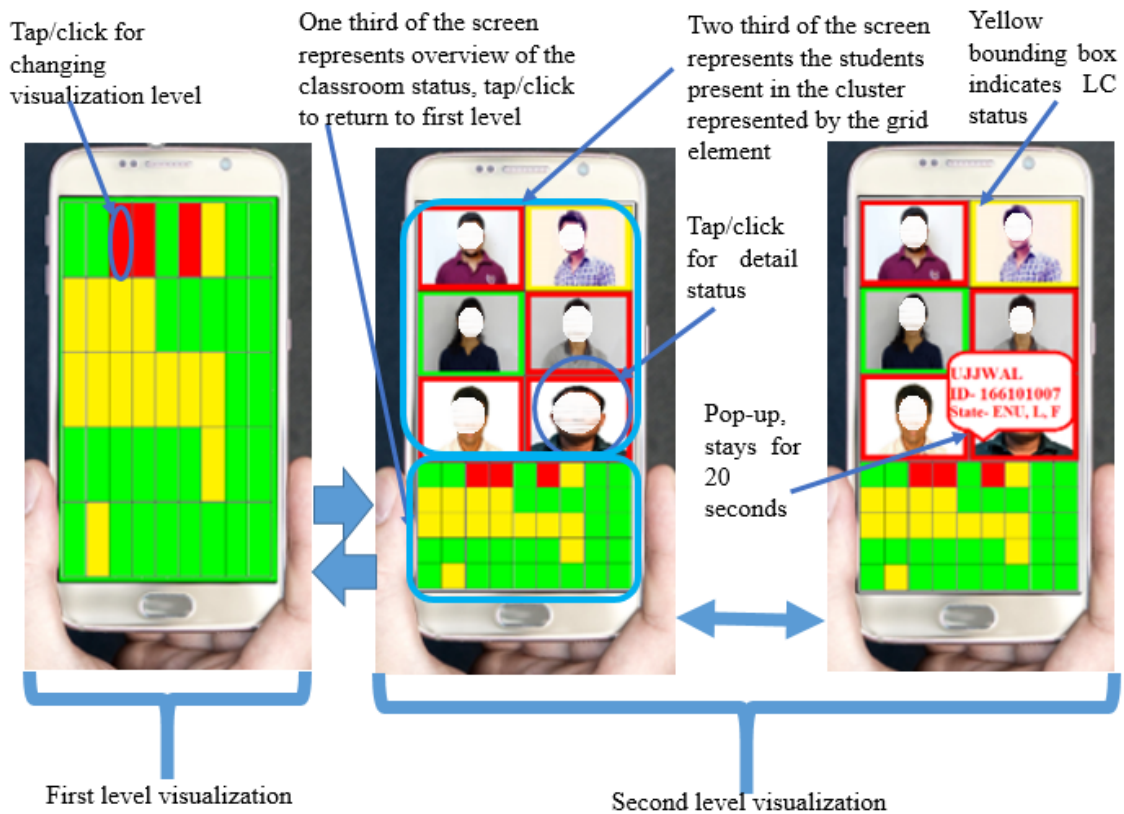 Tap/click for
changing
visualization level
One third of the screen
represents overview of the
classroom status, tap/click
to return to first level
Two third of the screen
represents the students
present in the cluster
represented by the grid
element
Yellow
bounding box
indicates LC
status
Tap/click
for detail
status
Pop-up,
stays for
20
seconds
UJJWAL
ID- 166101007
State- ENU, L, F
First level visualization
Second level visualization